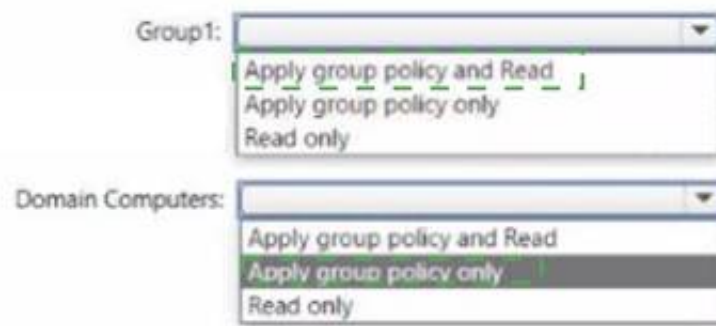 Group1:
Apply group policy and Read
Apply group policy only
Read only
Domain Computers:
Apply group policy and Read
Apply group policy only
Read only